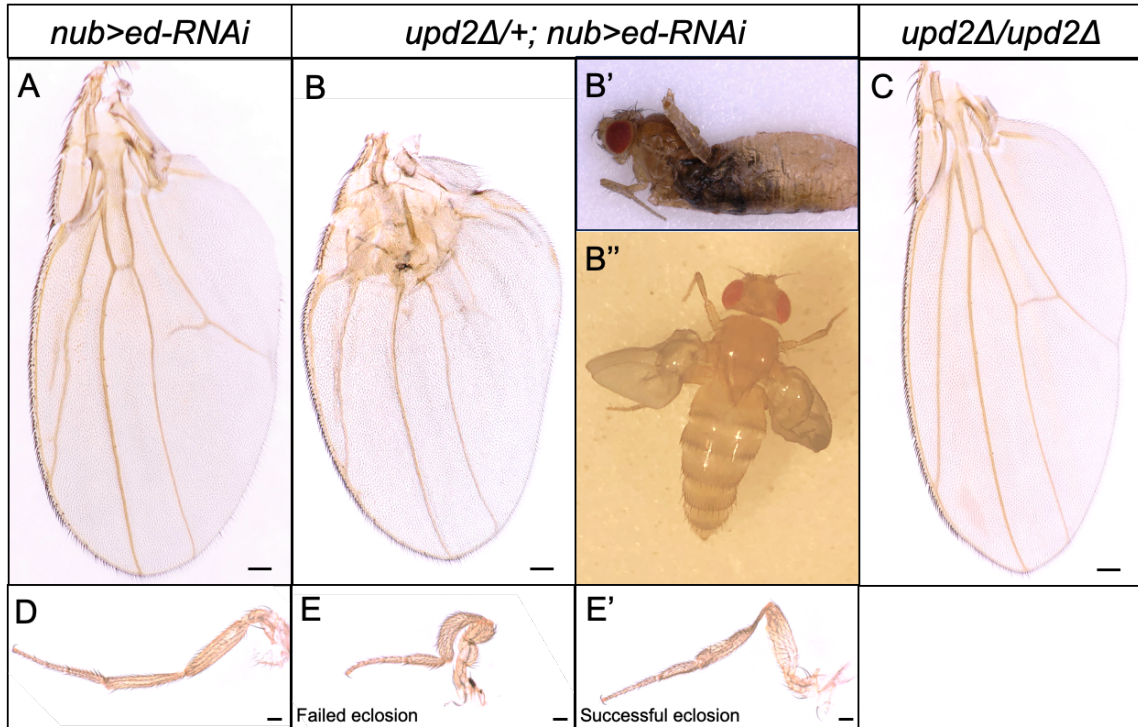 nub>ed-RNAi
upd2Δ/+; nub>ed-RNAi
upd2Δ/upd2Δ
A
B
B’
B”
C
D
E
Failed eclosion
E’
Successful eclosion